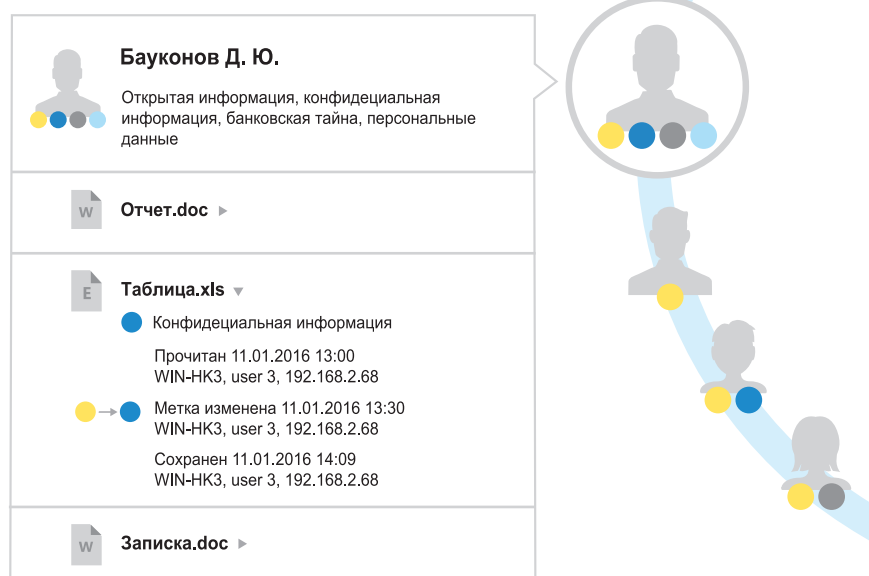 Бауконов Д. Ю.
Открытая информация, конфидециальная
информация, банковская тайна, персональные
данные
W
Отчет.doc
E
Таблица.xls
Конфидециальная информация
Прочитан 11.01.2016 13:00
WIN-HK3, user 3, 192.168.2.68
Метка изменена 11.01.2016 13:30
WIN-HK3, user 3, 192.168.2.68
Сохранен 11.01.2016 14:09
WIN-HK3, user 3, 192.168.2.68
W
Записка.doc